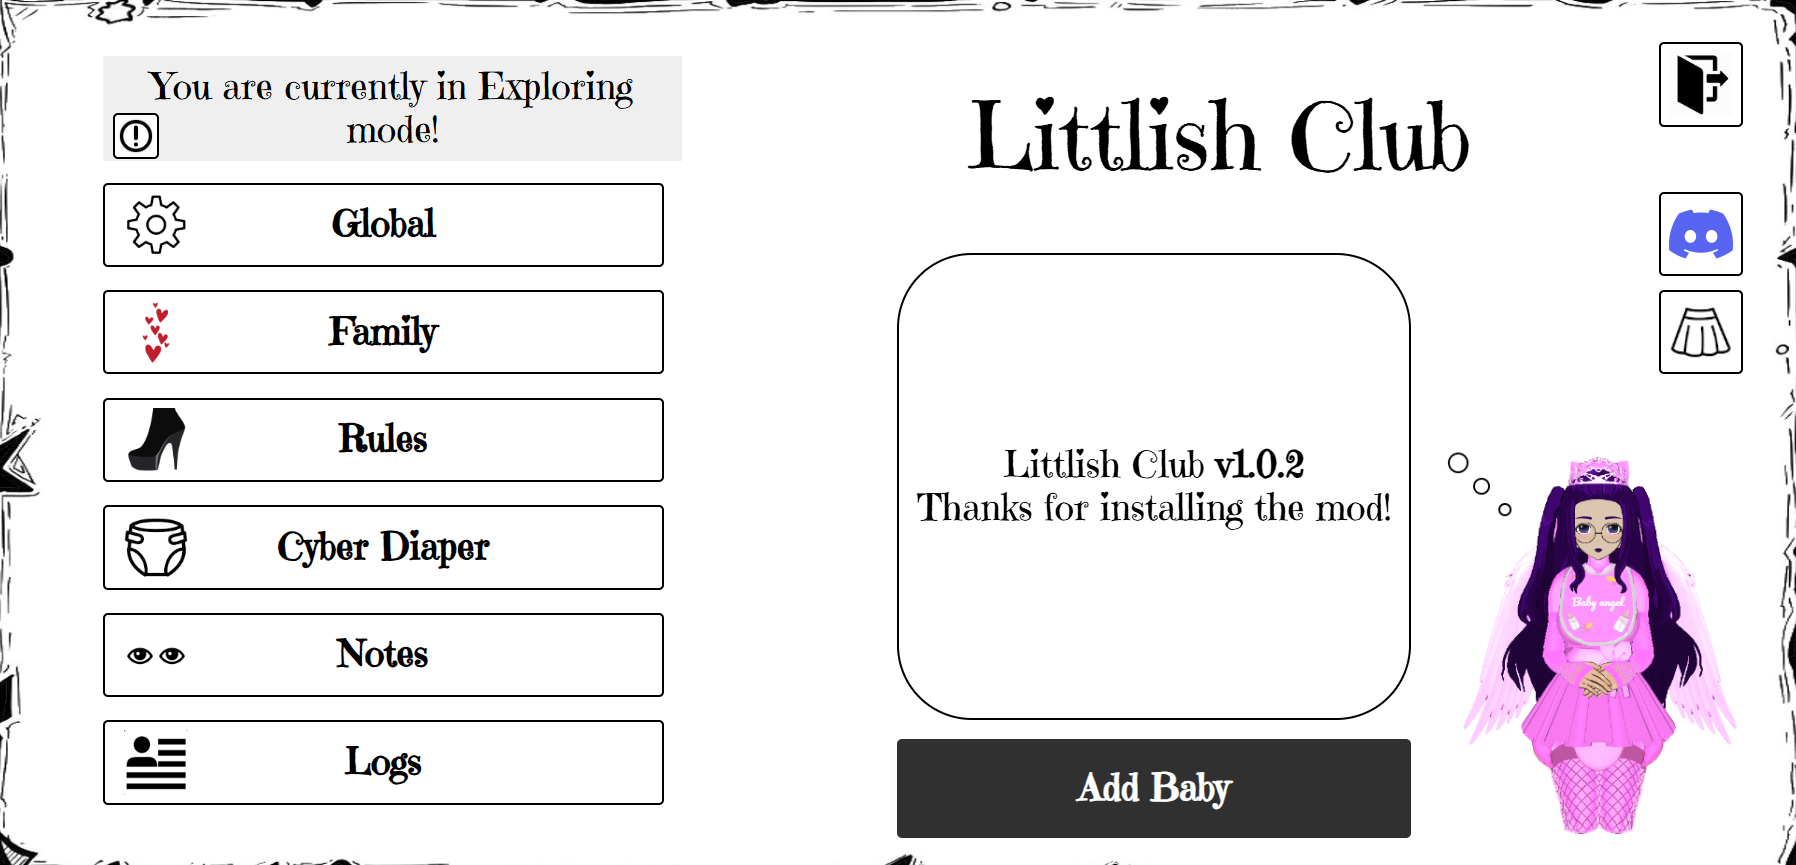 You are currently in Exploring
mode!
Global
Family
Rules
Cyber Diaper
Notes
Logs
Littlish Club
Littlish Club v1.0.2
Thanks for installing the mod!
Add Baby
Baby angel